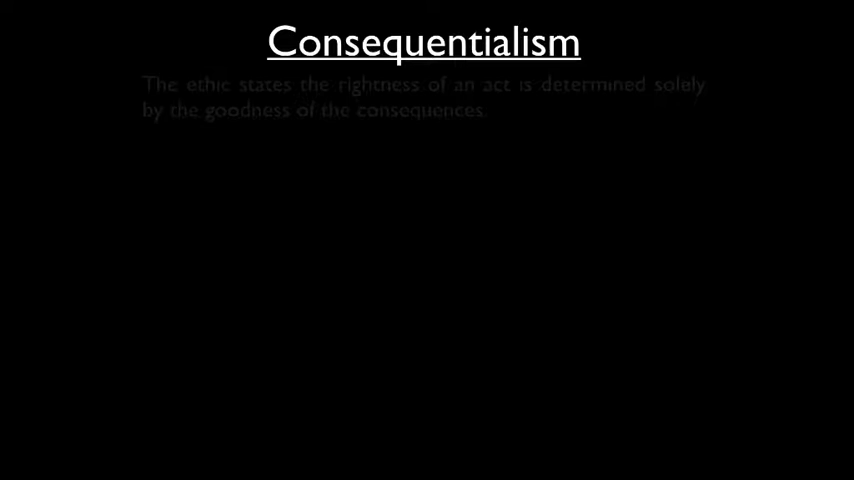 Consequentialism
The ethic states the rightness of an act is determined solely
by the goodness of the consequences.